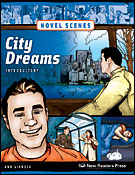 NOVEL SCENES
City
Dreams
INTRODUCTORY
New Readers Press